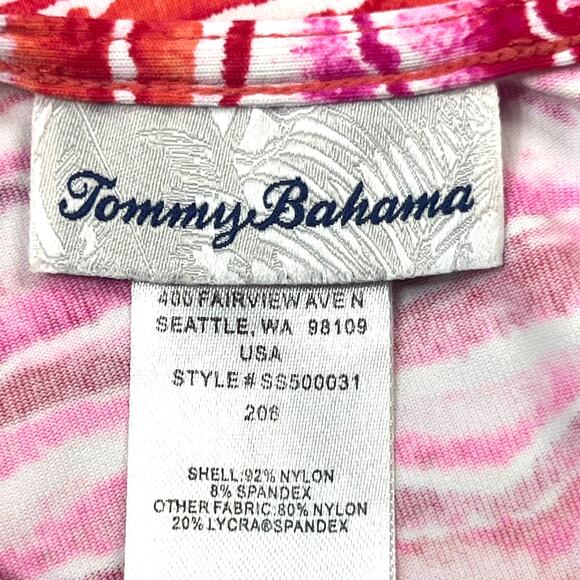 Tommy Bahama
400 FAIRVIEW AVE N
SEATTLE, WA 98109
USA
STYLE # SS500031
206
SHELL:92% NYLON
8% SPANDEX
OTHER FABRIC:80% NYLON
20% LYCRA®SPANDEX